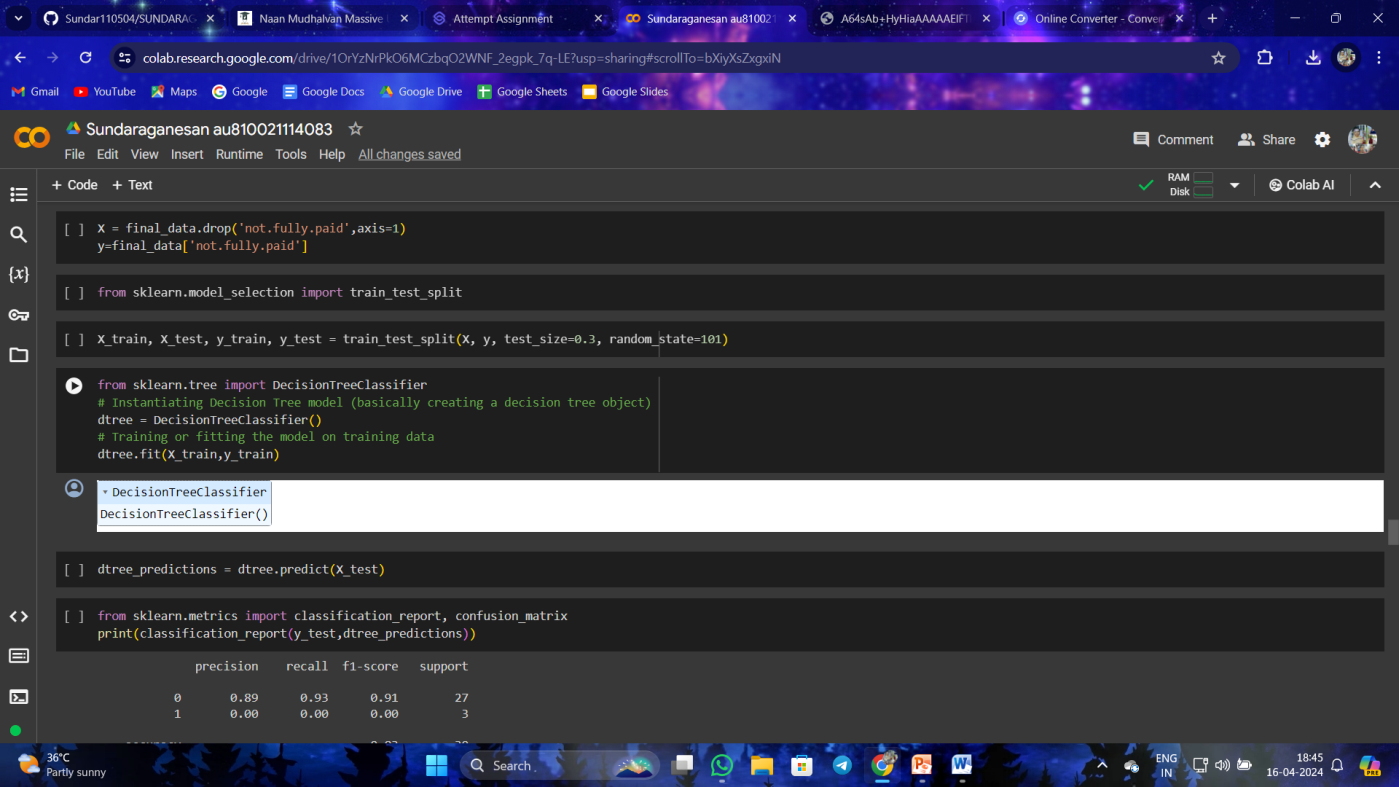 Sundar110504/SUNDARAG
Naan Mudhalvan Massive
Attempt Assignment
Sundaraganesan au810021
A64sAb+HyHiaAAAAAEIFT
Online Converter - Conver
colab.research.google.com/drive/1OrYzNrPkO6MCzbqO2WNF_2egpk_7q-LE?usp=sharing#scrollTo=bXiyXsZxgxiN
Gmail YouTube Maps Google Google Docs Google Drive Google Sheets Google Slides
Sundaraganesan au810021114083
Comment Share
File Edit View Insert Runtime Tools Help All changes saved
+ Code + Text
RAM
Disk
Colab AI
[ ] X = final_data.drop('not.fully.paid',axis=1)
y=final_data['not.fully.paid']
[ ] from sklearn.model_selection import train_test_split
[ ] X_train, X_test, y_train, y_test = train_test_split(X, y, test_size=0.3, random_state=101)
from sklearn.tree import DecisionTreeClassifier
# Instantiating Decision Tree model (basically creating a decision tree object)
dtree = DecisionTreeClassifier()
# Training or fitting the model on training data
dtree.fit(X_train,y_train)
DecisionTreeClassifier
DecisionTreeClassifier()
[ ] dtree_predictions = dtree.predict(X_test)
[ ] from sklearn.metrics import classification_report, confusion_matrix
print(classification_report(y_test,dtree_predictions))
precision recall f1-score support
0 0.89 0.93 0.91 27
1 0.00 0.00 0.00 3
36°C
Partly sunny
Search
ENG
IN
18:45
16-04-2024
PRE